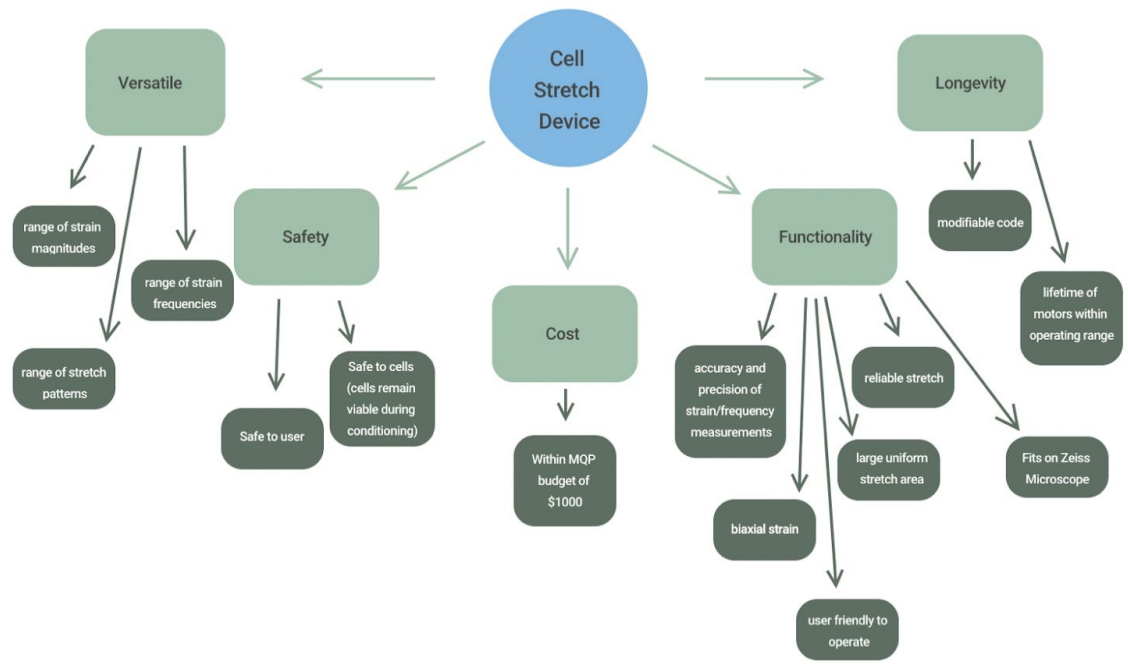 Cell
Stretch
Device
Versatile
Longevity
range of strain
magnitudes
modifiable code
Safety
Functionality
range of strain
frequencies
lifetime of
motors within
operating range
Cost
range of stretch
patterns
Safe to cells
(cells remain
viable during
conditioning)
accuracy and
precision of
strain/frequency
measurements
reliable stretch
Safe to user
Within MQP
budget of
$1000
large uniform
stretch area
Fits on Zeiss
Microscope
biaxial strain
user friendly to
operate